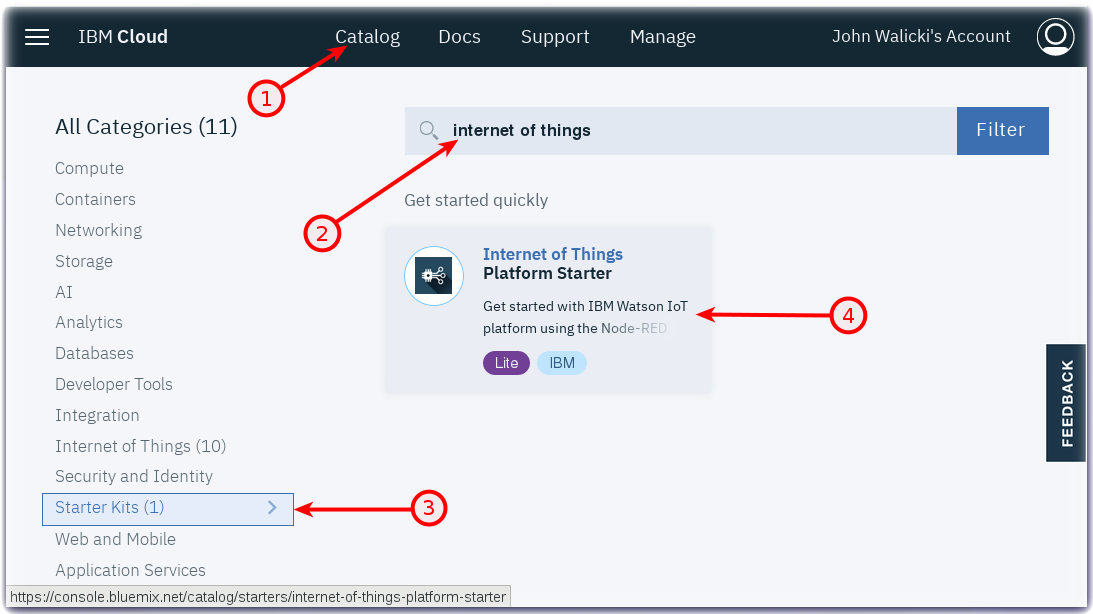 IBM Cloud
Catalog
Docs
Support
Manage
John Walicki's Account
1
All Categories (11)
internet of things
Filter
Compute
Containers
Networking
Storage
AI
Analytics
Databases
Developer Tools
Integration
Internet of Things (10)
Security and Identity
Starter Kits (1)
Web and Mobile
Application Services
2
Get started quickly
Internet of Things
Platform Starter
Get started with IBM Watson IoT
platform using the Node-RED
Lite
IBM
4
3
FEEDBACK
https://console.bluemix.net/catalog/starters/internet-of-things-platform-starter